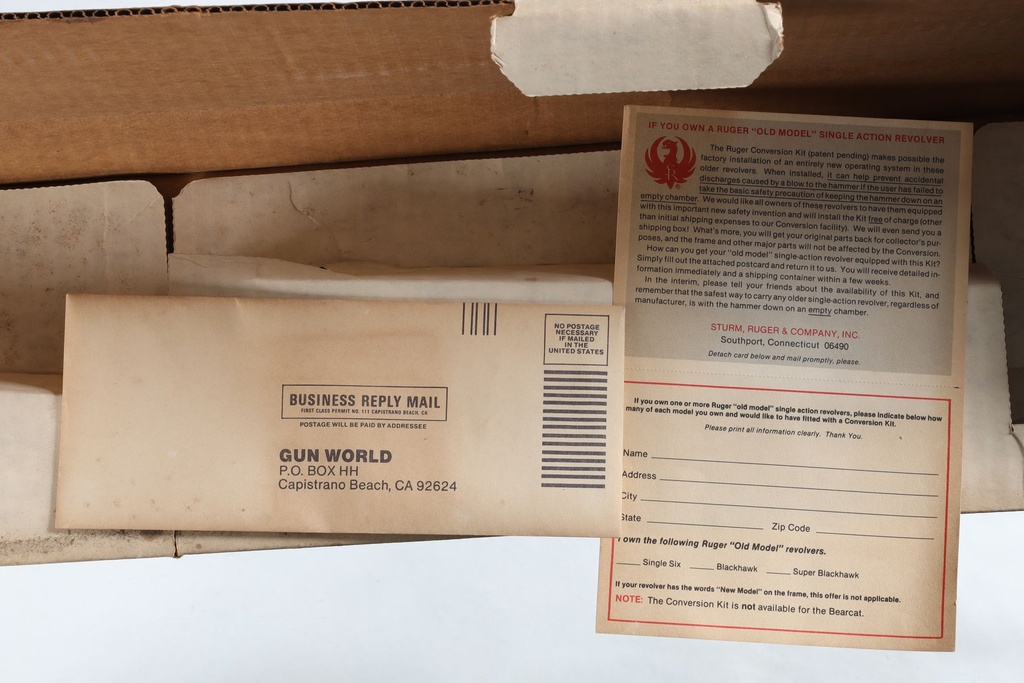 NO POSTAGE
NECESSARY
IF MAILED
IN THE
UNITED STATES
BUSINESS REPLY MAIL
FIRST CLASS PERMIT NO. 111 CAPISTRANO BEACH, CA
POSTAGE WILL BE PAID BY ADDRESSEE
GUN WORLD
P.O. BOX HH
Capistrano Beach, CA 92624
IF YOU OWN A RUGER "OLD MODEL" SINGLE ACTION REVOLVER
The Ruger Conversion Kit (patent pending) makes possible the
factory installation of an entirely new operating system in these
older revolvers. When installed, it can help prevent accidental
discharges caused by a blow to the hammer if the user has failed to
take the basic safety precaution of keeping the hammer down on an
empty chamber. We would like all owners of these revolvers to have them equipped
with this important new safety invention and will install the Kit free of charge (other
than initial shipping expenses to our Conversion facility). We will even send you a
shipping box! What's more, you will get your original parts back for collector's pur-
poses, and the frame and other major parts will not be affected by the Conversion.
How can you get your "old model" single-action revolver equipped with this Kit?
Simply fill out the attached postcard and return it to us. You will receive detailed in-
formation immediately and a shipping container within a few weeks.
In the interim, please tell your friends about the availability of this Kit, and
remember that the safest way to carry any older single-action revolver, regardless of
manufacturer, is with the hammer down on an empty chamber.
STURM, RUGER & COMPANY, INC.
Southport, Connecticut 06490
Detach card below and mail promptly, please.
If you own one or more Ruger "old model" single action revolvers, please indicate below how
many of each model you own and would like to have fitted with a Conversion Kit.
Please print all information clearly. Thank You.
Name
Address
City
State Zip Code
I own the following Ruger "Old Model" revolvers.
Single Six Blackhawk Super Blackhawk
If your revolver has the words "New Model" on the frame, this offer is not applicable.
NOTE: The Conversion Kit is not available for the Bearcat.